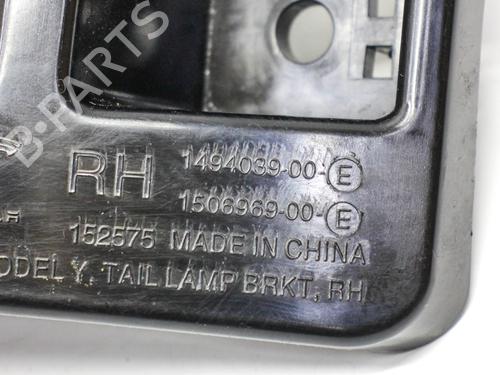 B·PARTS
RH 1494039-00-E
1506969-00-E
152575 MADE IN CHINA
ODEL Y, TAIL LAMP BRKT, RH